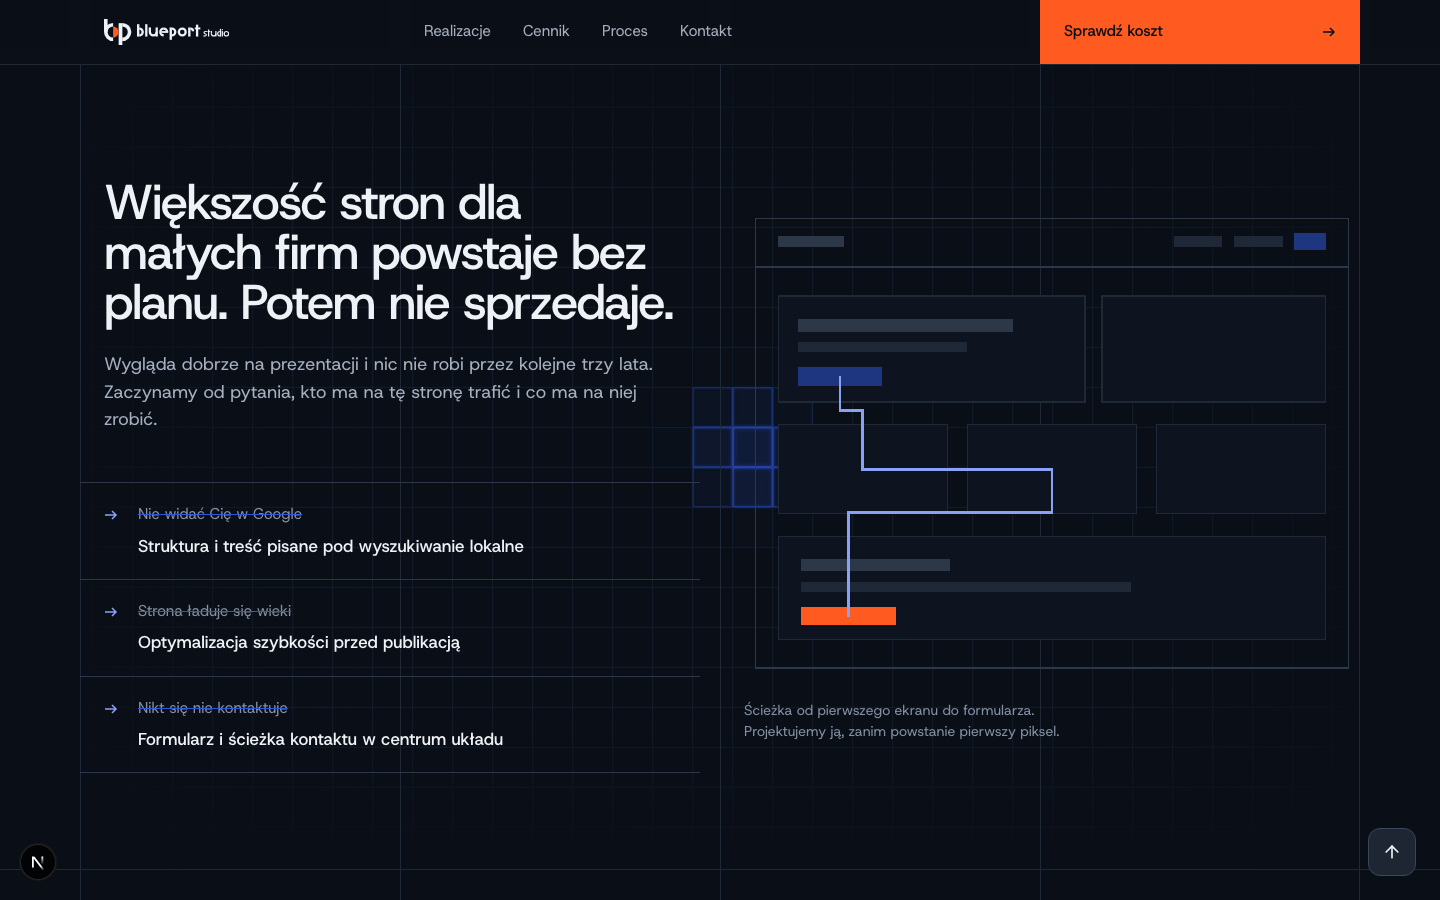 blueport studio
Realizacje
Cennik
Proces
Kontakt
Sprawdź koszt
Większość stron dla
małych firm powstaje bez
planu. Potem nie sprzedaje.
Wygląda dobrze na prezentacji i nic nie robi przez kolejne trzy lata.
Zaczynamy od pytania, kto ma na tę stronę trafić i co ma na niej
zrobić.
Nie widać Cię w Google
Struktura i treść pisane pod wyszukiwanie lokalne
Strona ładuje się wieki
Optymalizacja szybkości przed publikacją
Nikt się nie kontaktuje
Formularz i ścieżka kontaktu w centrum układu
Ścieżka od pierwszego ekranu do formularza.
Projektujemy ją, zanim powstanie pierwszy piksel.
N